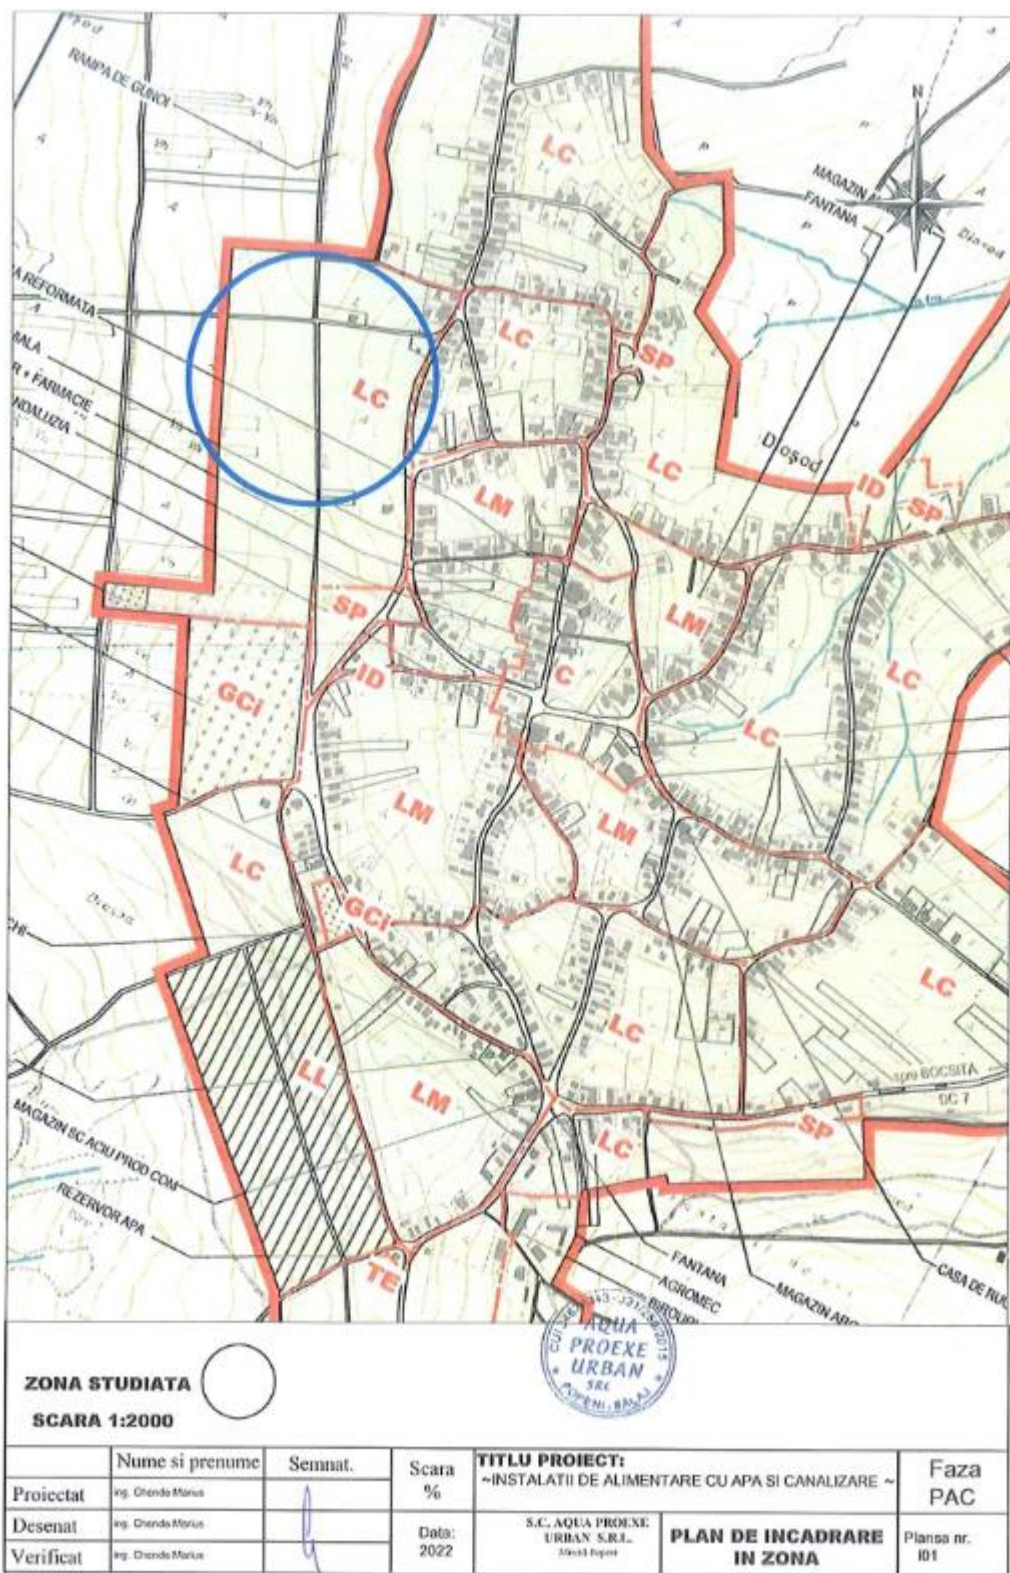 RAMPA DE GUNOI
N
LC
MAGAZIN
FANTANA
Diosod
A REFORMATA
LC
SP
R + FARMACIE
NDALUZIA
LC
LC
Diosod
ID
SP
LM
SP
LM
ID
C
LC
GCi
LC
LM
LM
LC
GCi
LC
LC
LL
LM
spre BOCSITA
DC 7
SP
LC
MAGAZIN SC ACIU PROD COM
REZERVOR APA
TE
FANTANA
AGROMEC
BIROURI
MAGAZIN
CASA DE
AQUA
PROEXE
URBAN
SRL
ZONA STUDIATA
SCARA 1:2000
Nume si prenume
Semnat.
Scara
%
TITLU PROIECT:
~INSTALATII DE ALIMENTARE CU APA SI CANALIZARE ~
Faza
PAC
Proiectat
ing. Chende Marius
Desenat
ing. Chende Marius
Verificat
ing. Chende Marius
Data:
2022
S.C. AQUA PROEXE
URBAN S.R.L.
PLAN DE INCADRARE
IN ZONA
Plansa nr.
I01